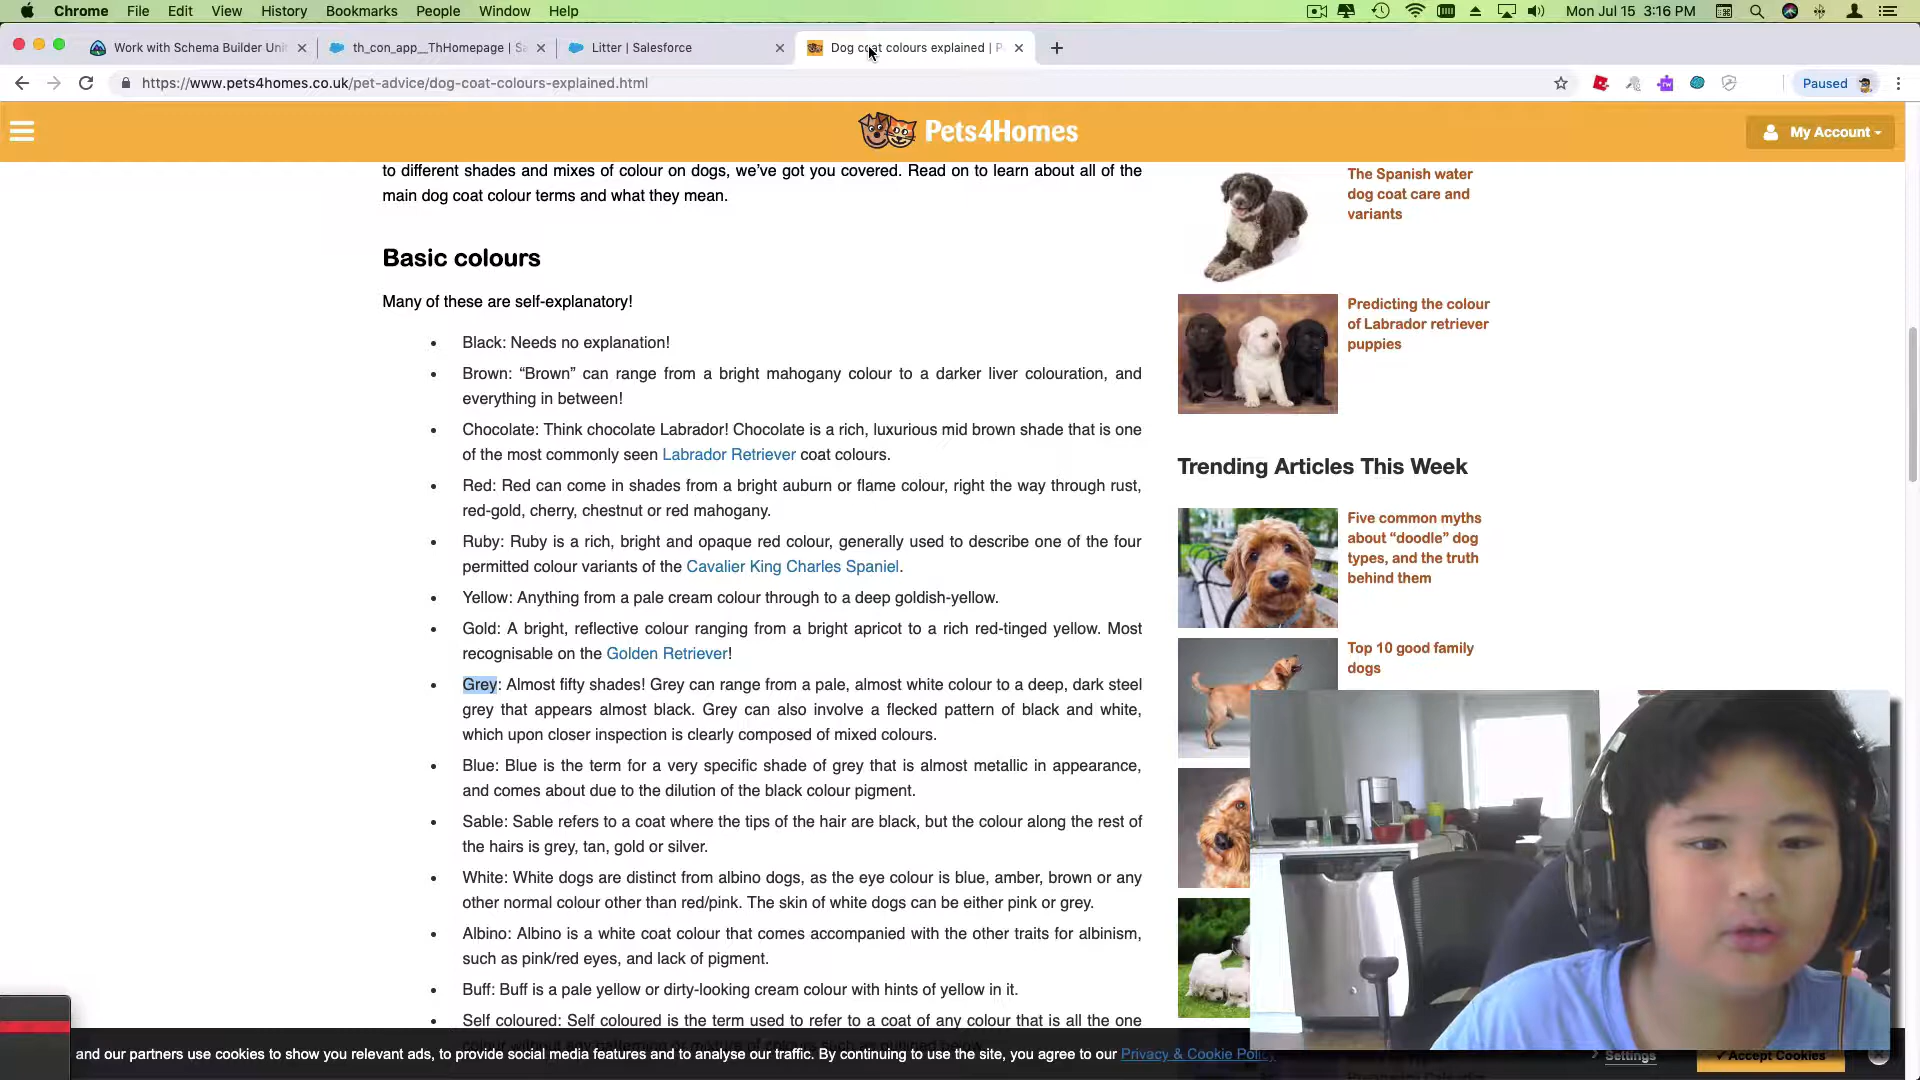 Chrome File Edit View History Bookmarks People Window Help Mon Jul 15 3:16 PM
Work with Schema Builder Uni th_con_app__ThHomepage | Sa Litter | Salesforce Dog coat colours explained | P
https://www.pets4homes.co.uk/pet-advice/dog-coat-colours-explained.html Paused
Pets4Homes
My Account
to different shades and mixes of colour on dogs, we've got you covered. Read on to learn about all of the
main dog coat colour terms and what they mean.
Basic colours
Many of these are self-explanatory!
• Black: Needs no explanation!
• Brown: “Brown” can range from a bright mahogany colour to a darker liver colouration, and
everything in between!
• Chocolate: Think chocolate Labrador! Chocolate is a rich, luxurious mid brown shade that is one
of the most commonly seen Labrador Retriever coat colours.
• Red: Red can come in shades from a bright auburn or flame colour, right the way through rust,
red-gold, cherry, chestnut or red mahogany.
• Ruby: Ruby is a rich, bright and opaque red colour, generally used to describe one of the four
permitted colour variants of the Cavalier King Charles Spaniel.
• Yellow: Anything from a pale cream colour through to a deep goldish-yellow.
• Gold: A bright, reflective colour ranging from a bright apricot to a rich red-tinged yellow. Most
recognisable on the Golden Retriever!
• Grey: Almost fifty shades! Grey can range from a pale, almost white colour to a deep, dark steel
grey that appears almost black. Grey can also involve a flecked pattern of black and white,
which upon closer inspection is clearly composed of mixed colours.
• Blue: Blue is the term for a very specific shade of grey that is almost metallic in appearance,
and comes about due to the dilution of the black colour pigment.
• Sable: Sable refers to a coat where the tips of the hair are black, but the colour along the rest of
the hairs is grey, tan, gold or silver.
• White: White dogs are distinct from albino dogs, as the eye colour is blue, amber, brown or any
other normal colour other than red/pink. The skin of white dogs can be either pink or grey.
• Albino: Albino is a white coat colour that comes accompanied with the other traits for albinism,
such as pink/red eyes, and lack of pigment.
• Buff: Buff is a pale yellow or dirty-looking cream colour with hints of yellow in it.
• Self coloured: Self coloured is the term used to refer to a coat of any colour that is all the one
The Spanish water
dog coat care and
variants
Predicting the colour
of Labrador retriever
puppies
Trending Articles This Week
Five common myths
about “doodle” dog
types, and the truth
behind them
Top 10 good family
dogs
and our partners use cookies to show you relevant ads, to provide social media features and to analyse our traffic. By continuing to use the site, you agree to our Privacy & Cookie Polic
Settings
✓Accept Cookies